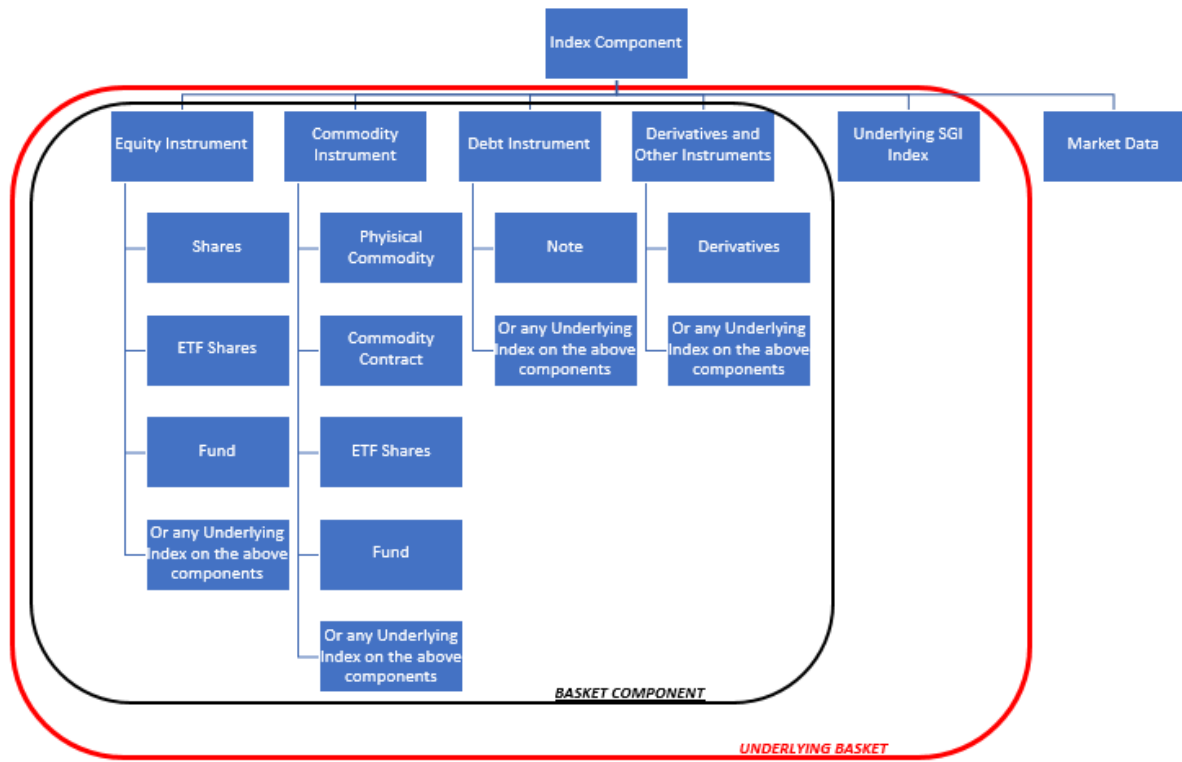 Index Component
Equity Instrument
Commodity
Instrument
Debt Instrument
Derivatives and
Other Instruments
Underlying SGI
Index
Market Data
Shares
ETF Shares
Fund
Or any Underlying
Index on the above
components
Phyisical
Commodity
Commodity
Contract
ETF Shares
Fund
Or any Underlying
Index on the above
components
Note
Or any Underlying
Index on the above
components
Derivatives
Or any Underlying
Index on the above
components
BASKET COMPONENT
UNDERLYING BASKET